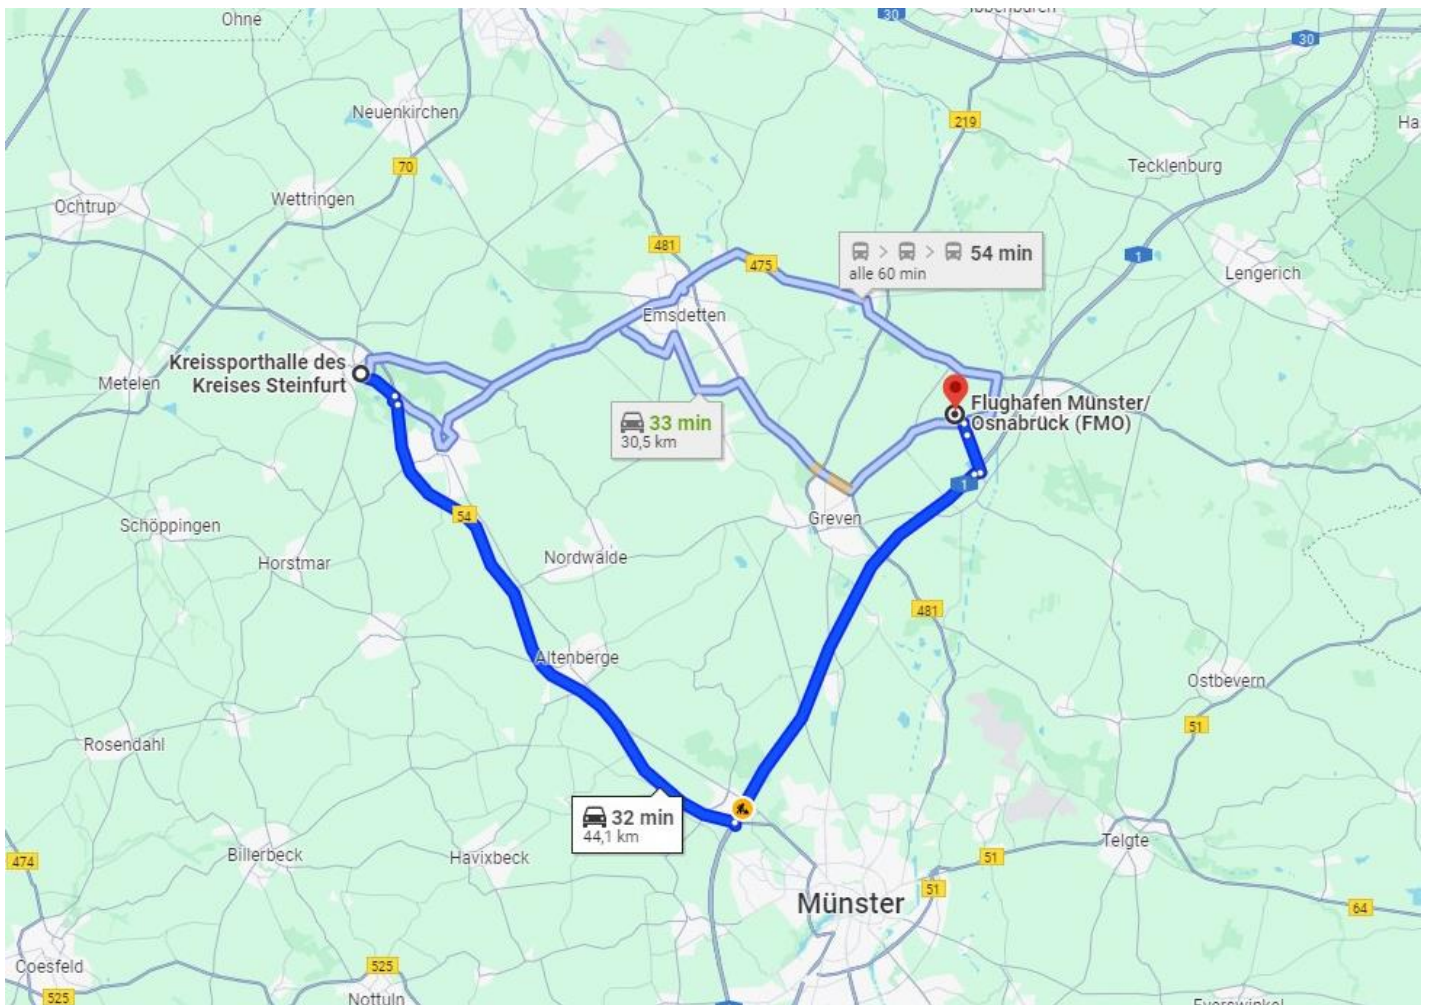 Ohne
30
Ibbenbüren
30
Neuenkirchen
219
Ha
70
Tecklenburg
Wettringen
Ochtrup
481
475
54 min
alle 60 min
1
Lengerich
Emsdetten
Kreissporthalle des
Kreises Steinfurt
Metelen
33 min
30,5 km
Flughafen Münster/
Osnabrück (FMO)
1
54
Greven
Schöppingen
Nordwalde
Horstmar
481
Altenberge
Ostbevern
51
Rosendahl
32 min
44,1 km
Telgte
474
Billerbeck
Havixbeck
51
51
Münster
64
Coesfeld
525
525
Nottuln
Everswinkel